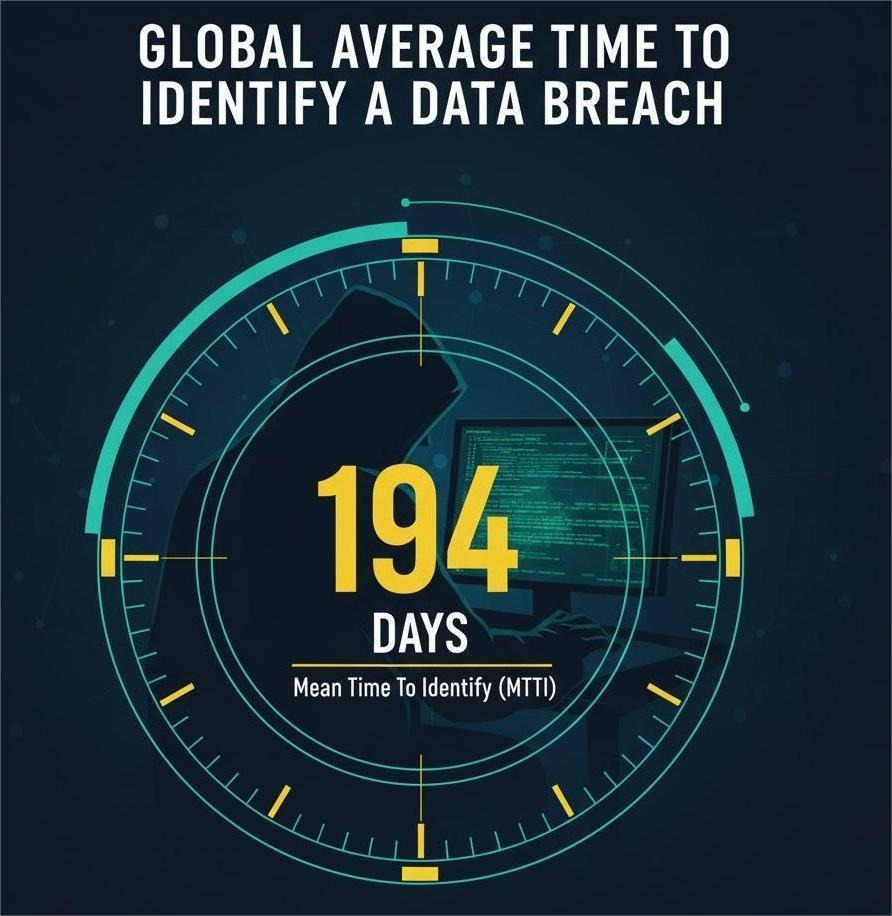 GLOBAL AVERAGE TIME TO
IDENTIFY A DATA BREACH
194
DAYS
Mean Time To Identify (MTTI)